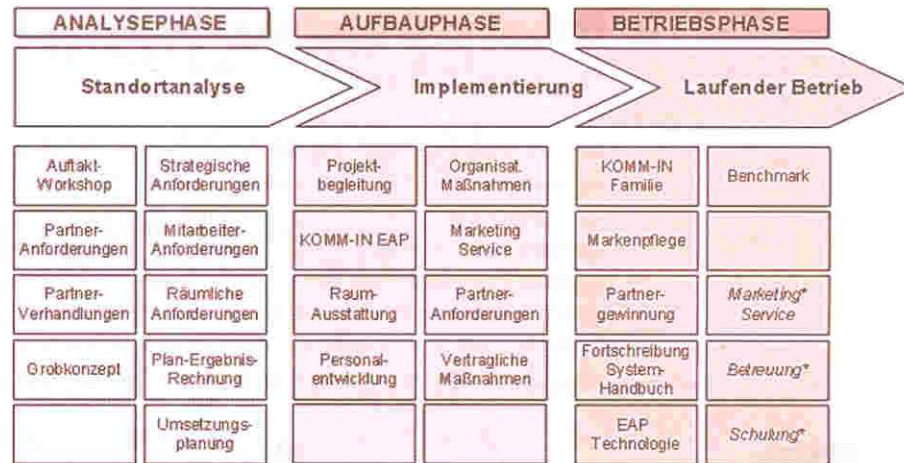 ANALYSEPHASE
AUFBAUPHASE
BETRIEBSPHASE
Standortanalyse
Implementierung
Laufender Betrieb
Auftakt-
Workshop
Strategische
Anforderungen
Partner-
Anforderungen
Mitarbeiter-
Anforderungen
Partner-
Verhandlungen
Räumliche
Anforderungen
Grobkonzept
Plan-Ergebnis-
Rechnung
Umsetzungs-
planung
Projekt-
begleitung
Organisat.
Maßnahmen
KOMM-IN EAP
Marketing
Service
Raum-
Ausstattung
Partner-
Anforderungen
Personal-
entwicklung
Vertragliche
Maßnahmen
KOMM-IN
Familie
Benchmark
Markenpflege
Partner-
gewinnung
Marketing*
Service
Fortschreibung
System-
Handbuch
Betreuung*
EAP
Technologie
Schulung*